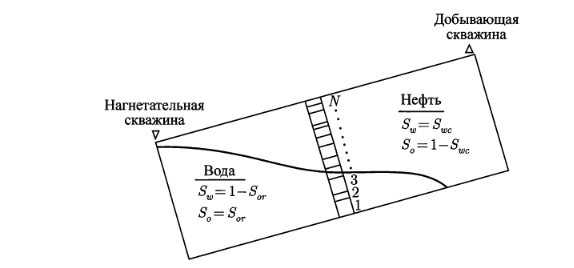 Добывающая
скважина
Нагнетательная
скважина
N
Нефть
S_w = S_wc
S_o = 1–S_wc
Вода
S_w = 1–S_or
S_o = S_or
3
2
1